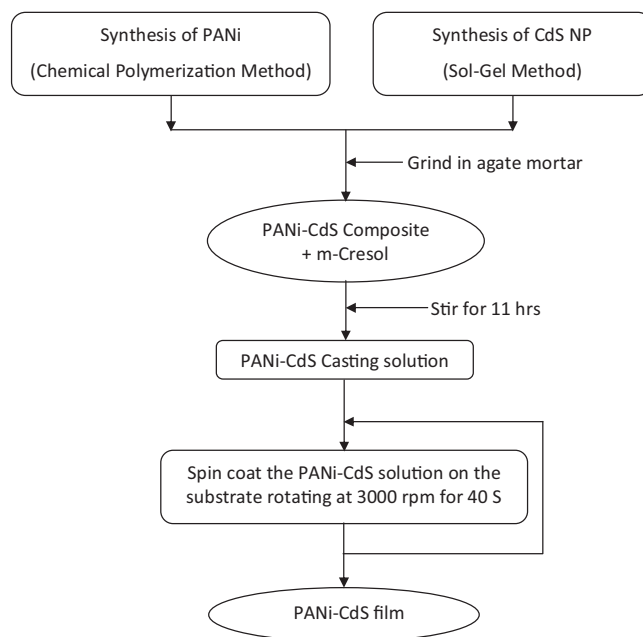 Synthesis of PANi
(Chemical Polymerization Method)
Synthesis of CdS NP
(Sol-Gel Method)
Grind in agate mortar
PANi-CdS Composite
+ m-Cresol
Stir for 11 hrs
PANi-CdS Casting solution
Spin coat the PANi-CdS solution on the
substrate rotating at 3000 rpm for 40 S
PANi-CdS film